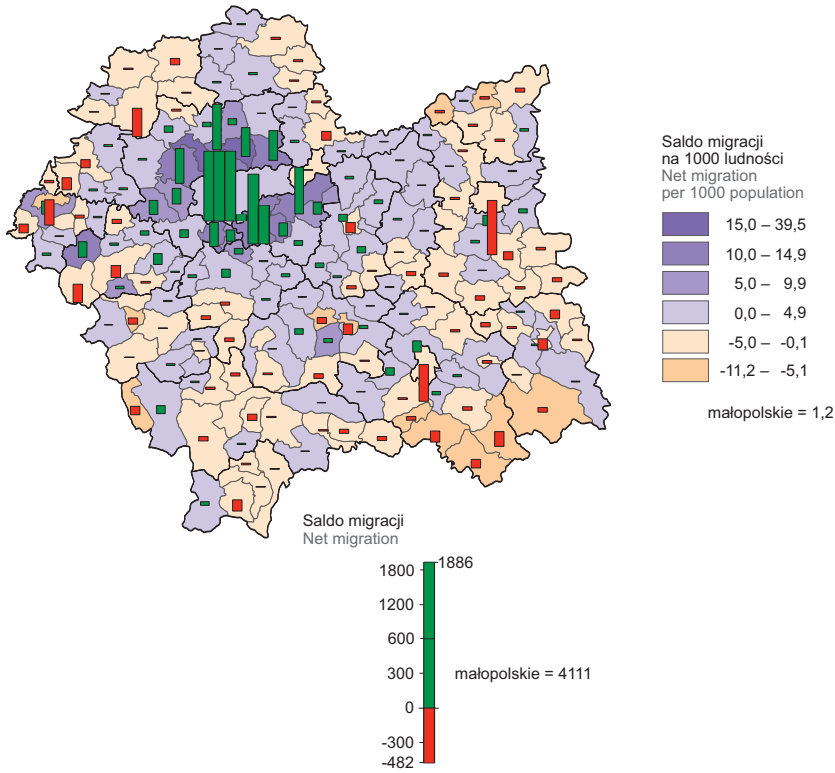 Saldo migracji
na 1000 ludności
Net migration
per 1000 population
15,0 – 39,5
10,0 – 14,9
5,0 – 9,9
0,0 – 4,9
-5,0 – -0,1
-11,2 – -5,1
małopolskie = 1,2
Saldo migracji
Net migration
1886
1800
1200
600
300
małopolskie = 4111
0
-300
-482